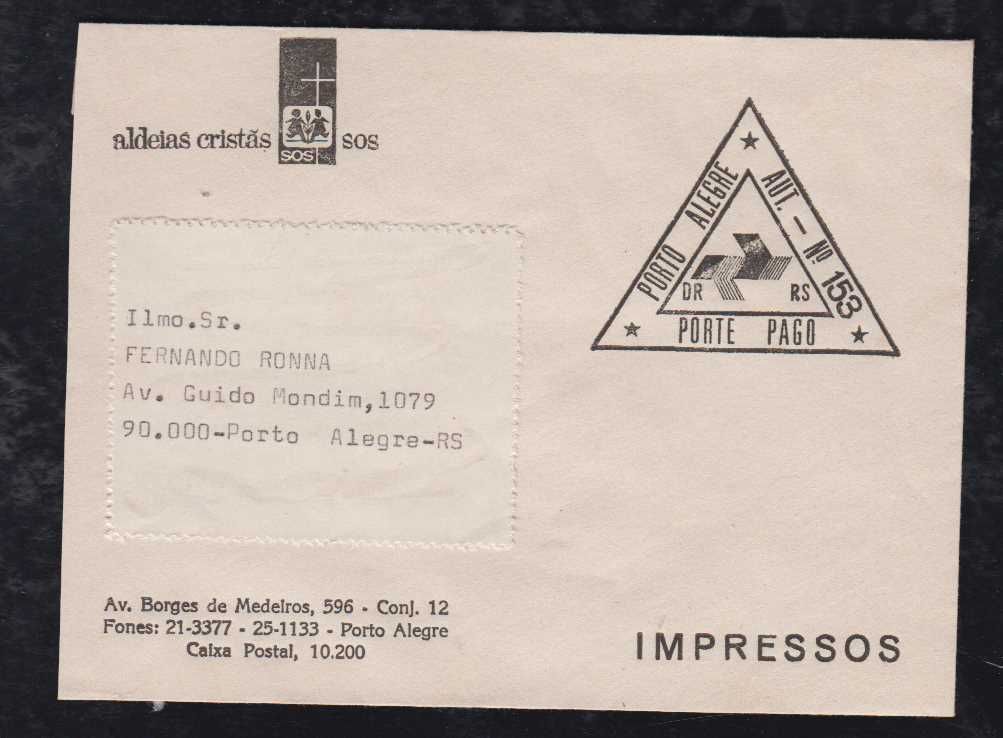 aldeias cristãs SOS sos
PORTO ALEGRE
AUT. - Nº 153
DR RS
PORTE PAGO
Ilmo.Sr.
FERNANDO RONNA
Av. Guido Mondim,1079
90.000-Porto Alegre-RS
Av. Borges de Medeiros, 596 - Conj. 12
Fones: 21-3377 - 25-1133 - Porto Alegre
Caixa Postal, 10.200
IMPRESSOS